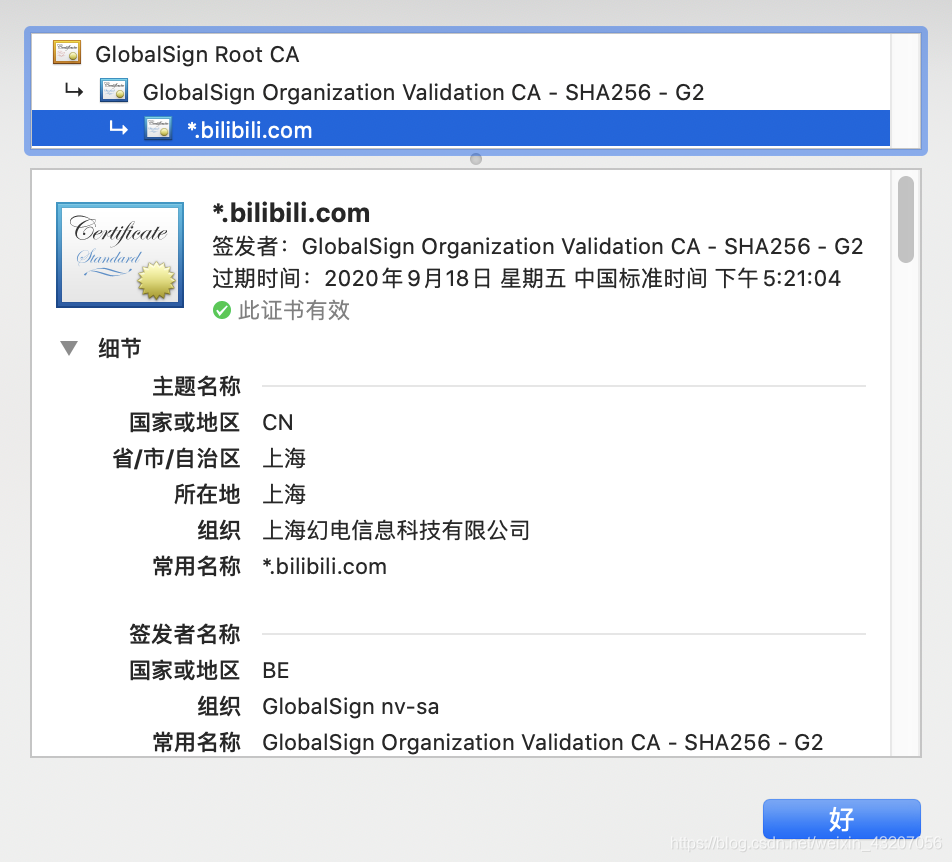 GlobalSign Root CA
GlobalSign Organization Validation CA - SHA256 - G2
*.bilibili.com
Certificate
Standard
*.bilibili.com
签发者：GlobalSign Organization Validation CA - SHA256 - G2
过期时间：2020年9月18日 星期五 中国标准时间 下午5:21:04
此证书有效
细节
主题名称
国家或地区 CN
省/市/自治区 上海
所在地 上海
组织 上海幻电信息科技有限公司
常用名称 *.bilibili.com
签发者名称
国家或地区 BE
组织 GlobalSign nv-sa
常用名称 GlobalSign Organization Validation CA - SHA256 - G2
好
https://blog.csdn.net/weixin_43207056